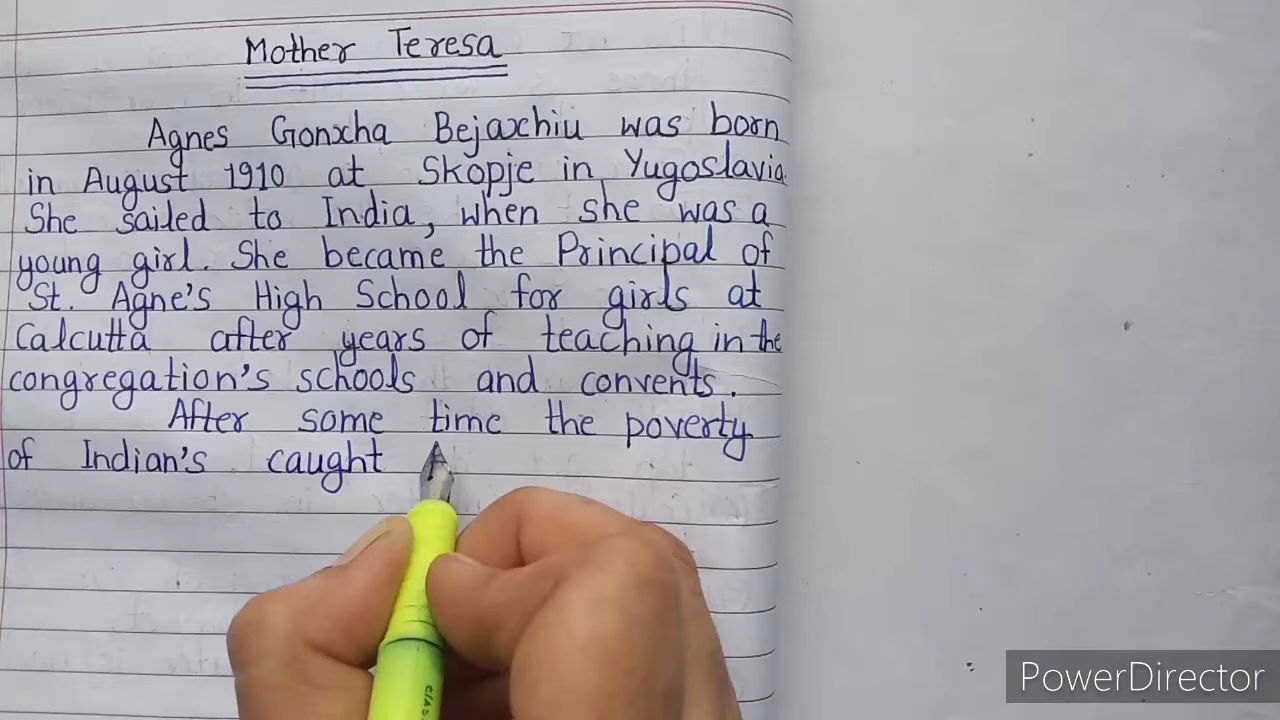 Mother Teresa
Agnes Gonxha Bejaxhiu was born
in August 1910 at Skopje in Yugoslavia.
She sailed to India, when she was a
young girl. She became the Principal of
St. Agne's High School for girls at
Calcutta after years of teaching in the
congregation's schools and convents.
After some time the poverty
of Indian's caught
PowerDirector